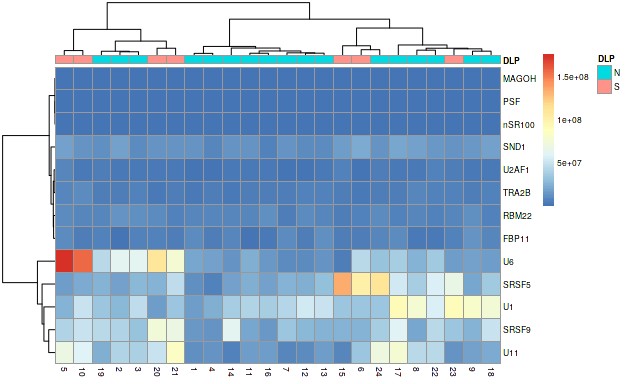 DLP
MAGOH
PSF
nSR100
SND1
U2AF1
TRA2B
RBM22
FBP11
U6
SRSF5
U1
SRSF9
U11
5 10 19 2 3 20 21 1 4 14 11 16 7 12 13 15 6 24 17 8 22 23 9 18
1.5e+08
1e+08
5e+07
DLP
N
S